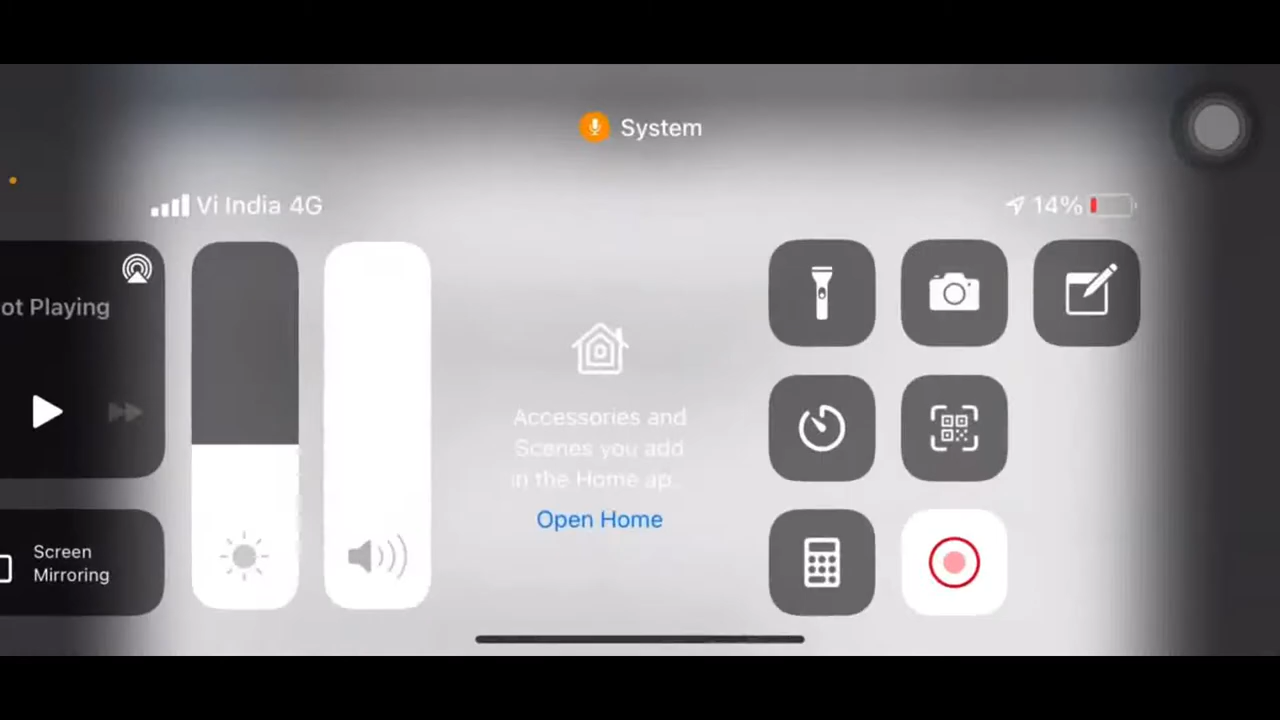 System
Vi India 4G
14%
ot Playing
Accessories and
Scenes you add
in the Home ap...
Open Home
Screen
Mirroring